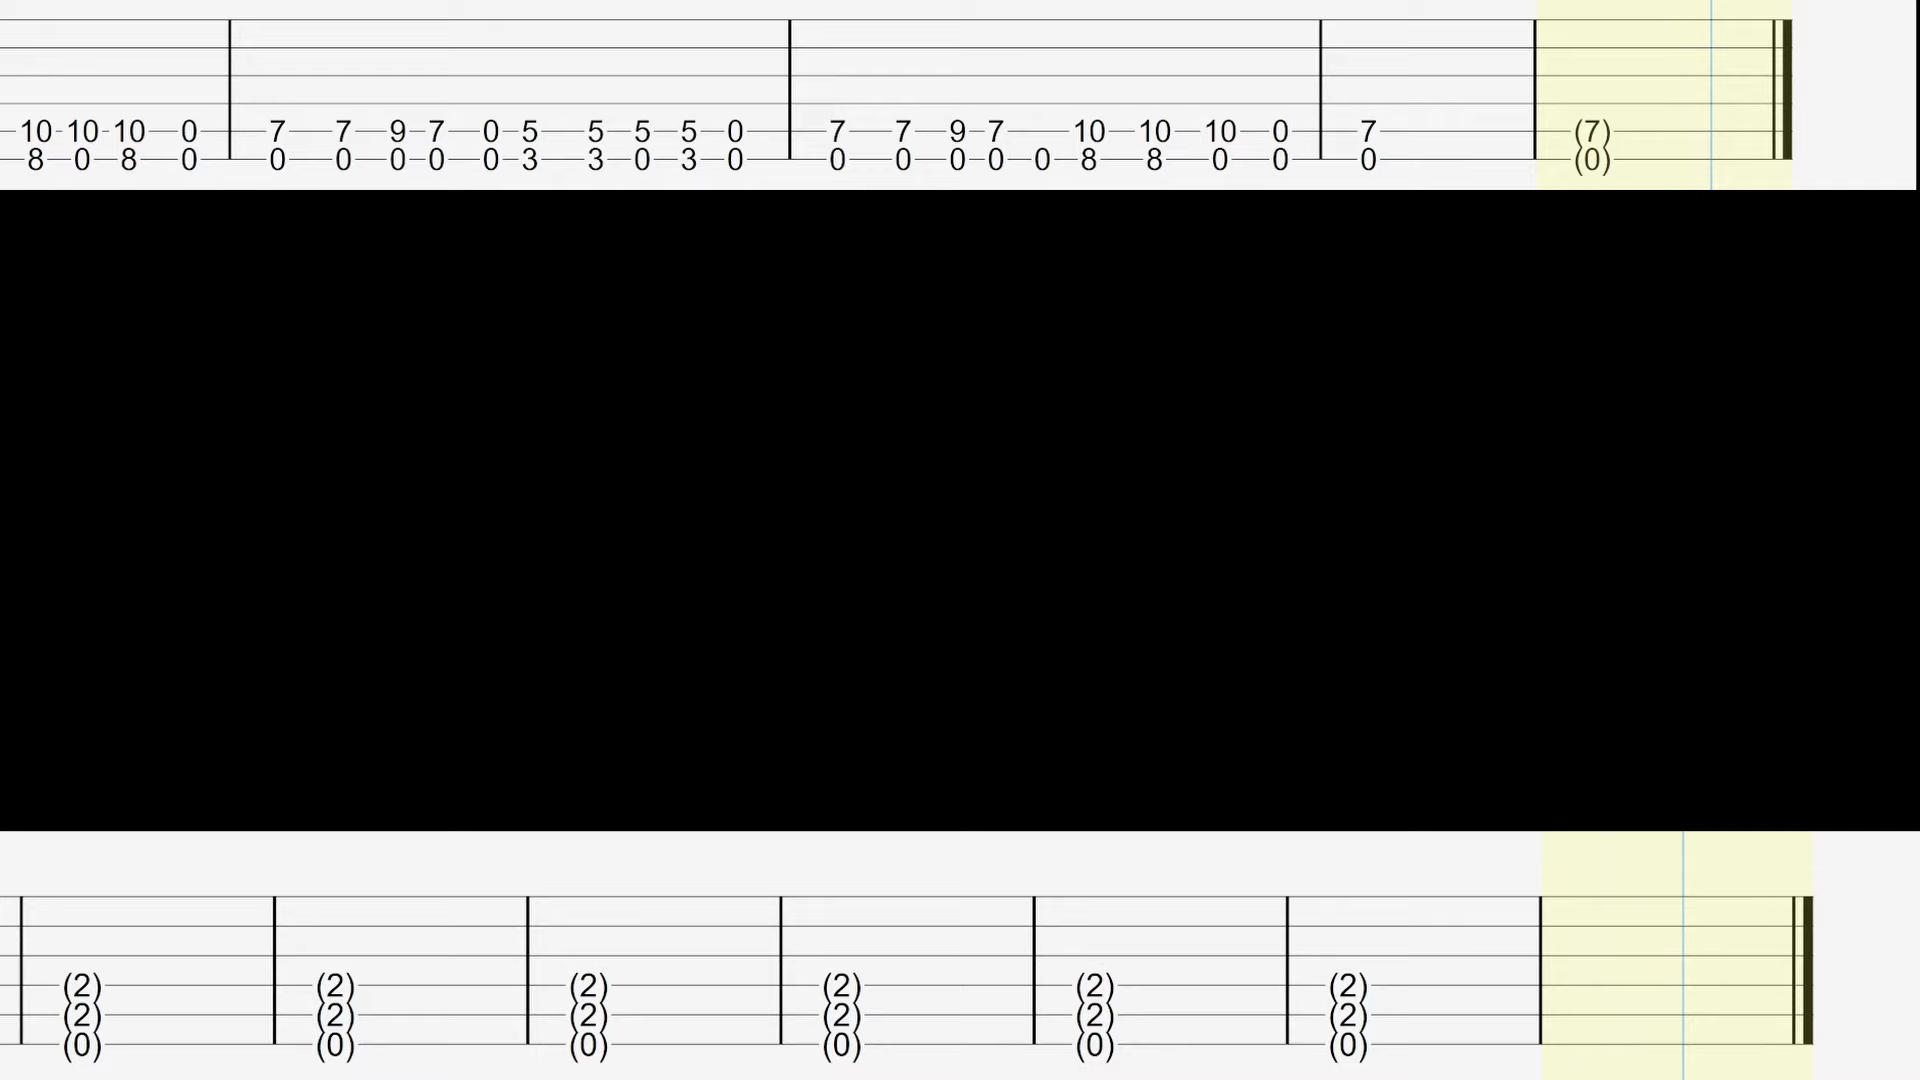 10 10 10 0 7 7 9 7 0 5 5 5 5 0 7 7 9 7 10 10 10 0 7 (7)
8 0 8 0 0 0 0 0 0 3 3 0 3 0 0 0 0 0 0 8 8 0 0 0 (0)
(2) (2) (2) (2) (2) (2)
(2) (2) (2) (2) (2) (2)
(0) (0) (0) (0) (0) (0)